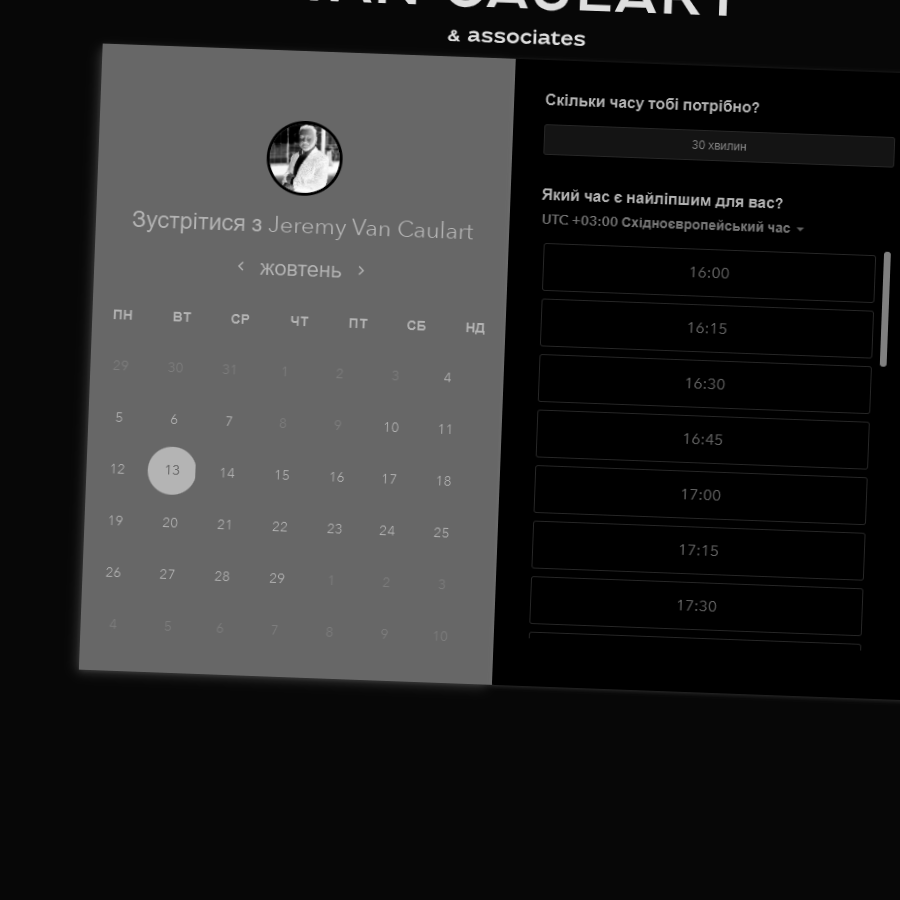 VAN CAULART
& associates
Зустрітися з Jeremy Van Caulart
жовтень
ПН ВТ СР ЧТ ПТ СБ НД
29 30 31 1 2 3 4
5 6 7 8 9 10 11
12 13 14 15 16 17 18
19 20 21 22 23 24 25
26 27 28 29 1 2 3
4 5 6 7 8 9 10
Скільки часу тобі потрібно?
30 хвилин
Який час є найліпшим для вас?
UTC +03:00 Східноєвропейський час
16:00
16:15
16:30
16:45
17:00
17:15
17:30